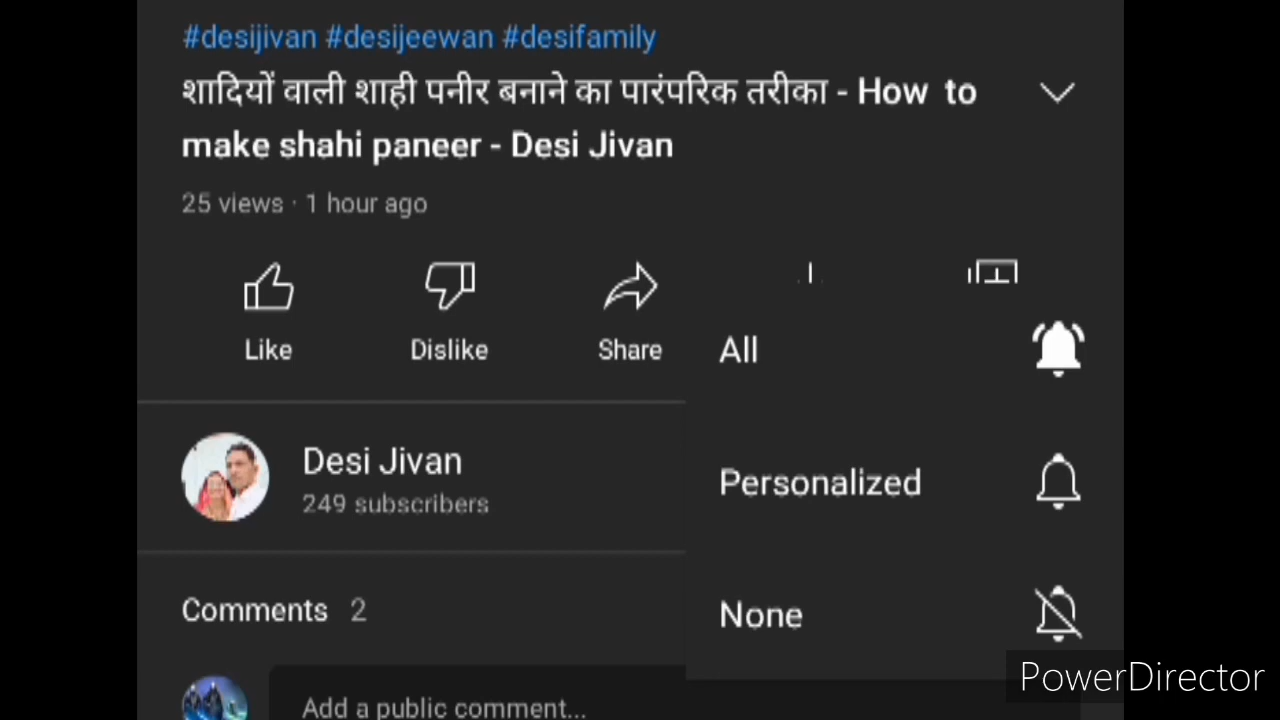 #desijivan #desijeewan #desifamily
शादियों वाली शाही पनीर बनाने का पारंपरिक तरीका - How to
make shahi paneer - Desi Jivan
25 views · 1 hour ago
Like Dislike Share
All
Desi Jivan
249 subscribers
Personalized
Comments 2
None
Add a public comment...
PowerDirector